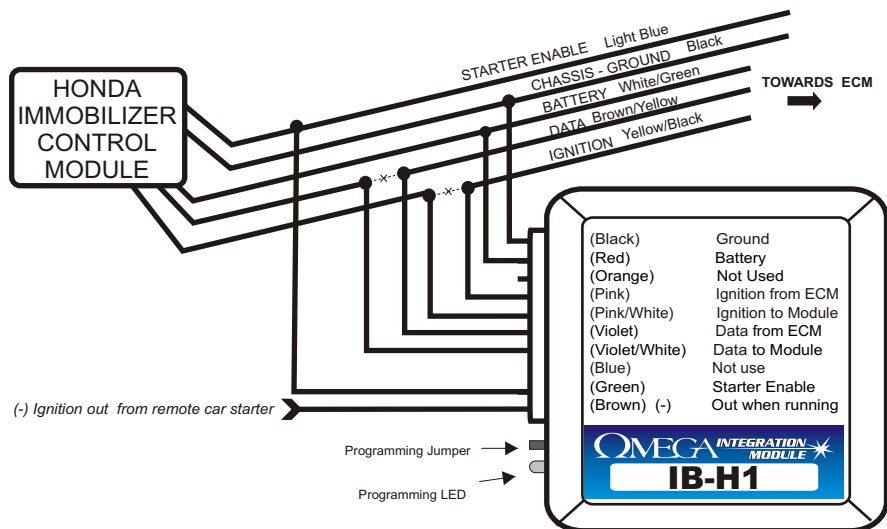 STARTER ENABLE Light Blue
CHASSIS - GROUND Black
BATTERY White/Green
DATA Brown/Yellow
IGNITION Yellow/Black
TOWARDS ECM
HONDA
IMMOBILIZER
CONTROL
MODULE
(Black) Ground
(Red) Battery
(Orange) Not Used
(Pink) Ignition from ECM
(Pink/White) Ignition to Module
(Violet) Data from ECM
(Violet/White) Data to Module
(Blue) Not use
(Green) Starter Enable
(Brown) (-) Out when running
(-) Ignition out from remote car starter
Programming Jumper
Programming LED
OMEGA INTEGRATION
MODULE
IB-H1